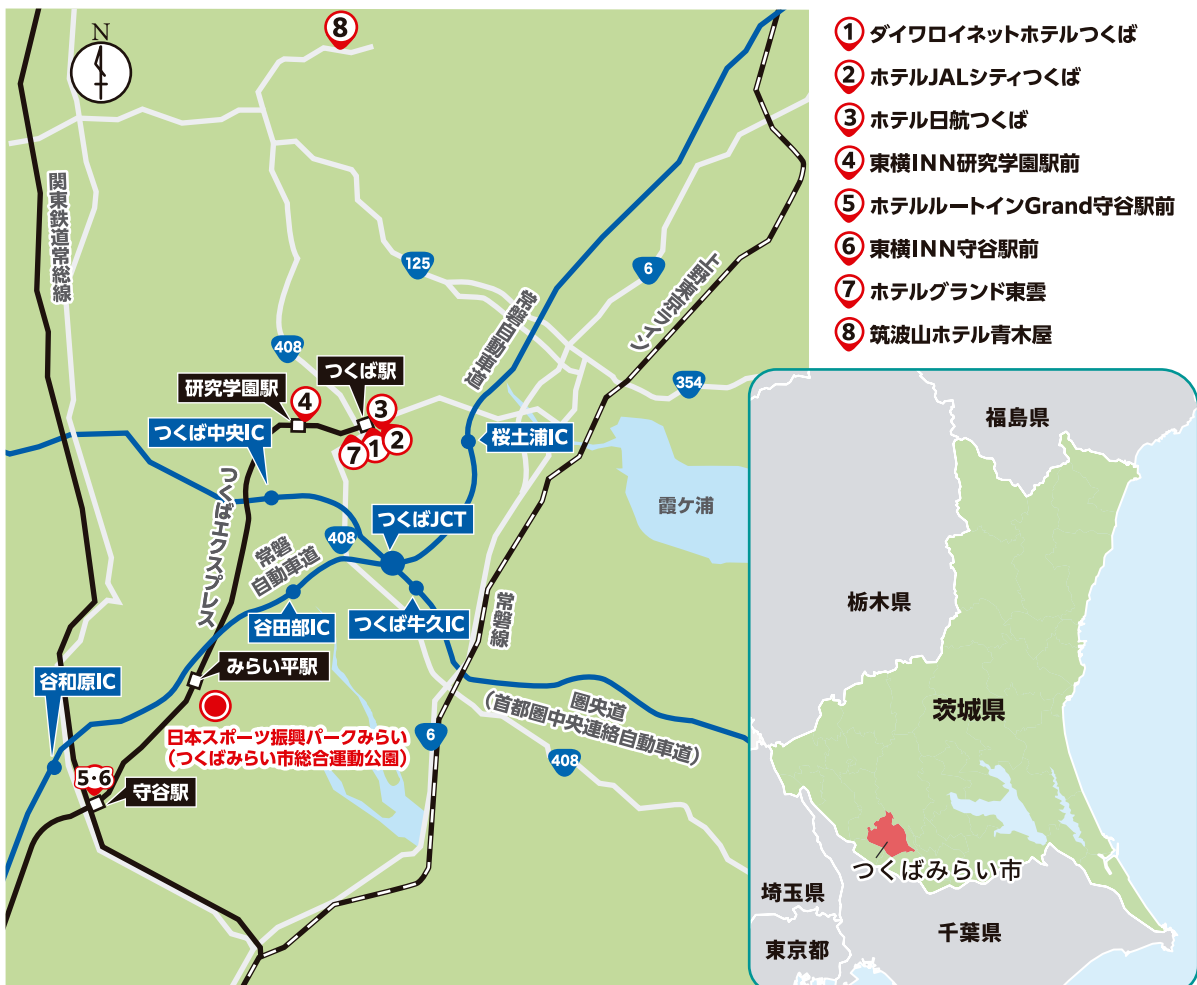 N
8
関東鉄道常総線
125
6
上野東京ライン
常磐自動車道
408
354
つくば駅
研究学園駅
4
3
つくば中央IC
7
1
2
桜土浦IC
霞ケ浦
つくばエクスプレス
408
つくばJCT
常磐
自動車道
谷田部IC
つくば牛久IC
常磐線
みらい平駅
谷和原IC
日本スポーツ振興パークみらい
(つくばみらい市総合運動公園)
圏央道
(首都圏中央連絡自動車道)
6
408
5・6
守谷駅
1 ダイワロイネットホテルつくば
2 ホテルJALシティつくば
3 ホテル日航つくば
4 東横INN研究学園駅前
5 ホテルルートインGrand守谷駅前
6 東横INN守谷駅前
7 ホテルグランド東雲
8 筑波山ホテル青木屋
福島県
栃木県
茨城県
つくばみらい市
埼玉県
千葉県
東京都